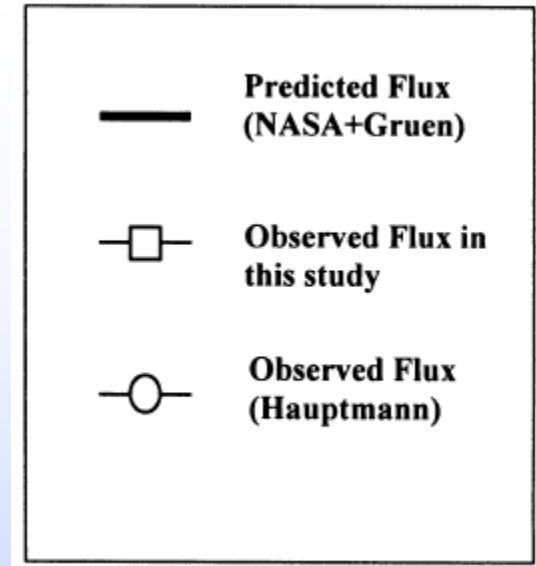 Predicted Flux
(NASA+Gruen)
Observed Flux in
this study
Observed Flux
(Hauptmann)